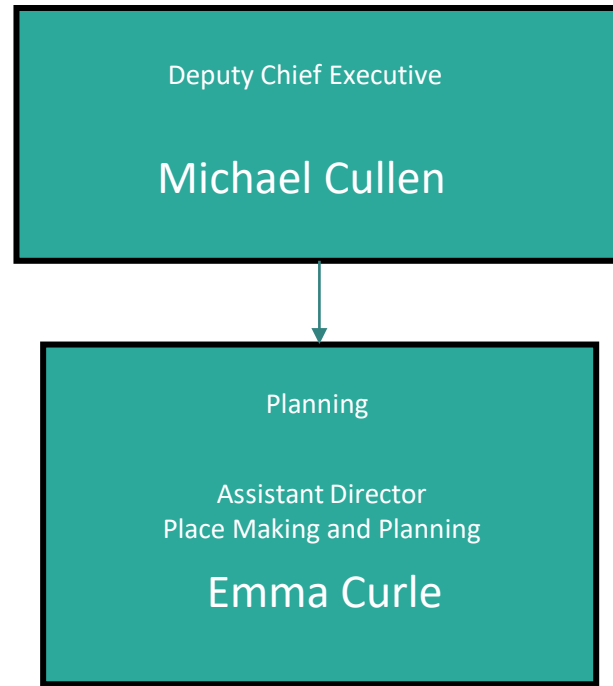 Deputy Chief Executive
Michael Cullen
Planning
Assistant Director
Place Making and Planning
Emma Curle